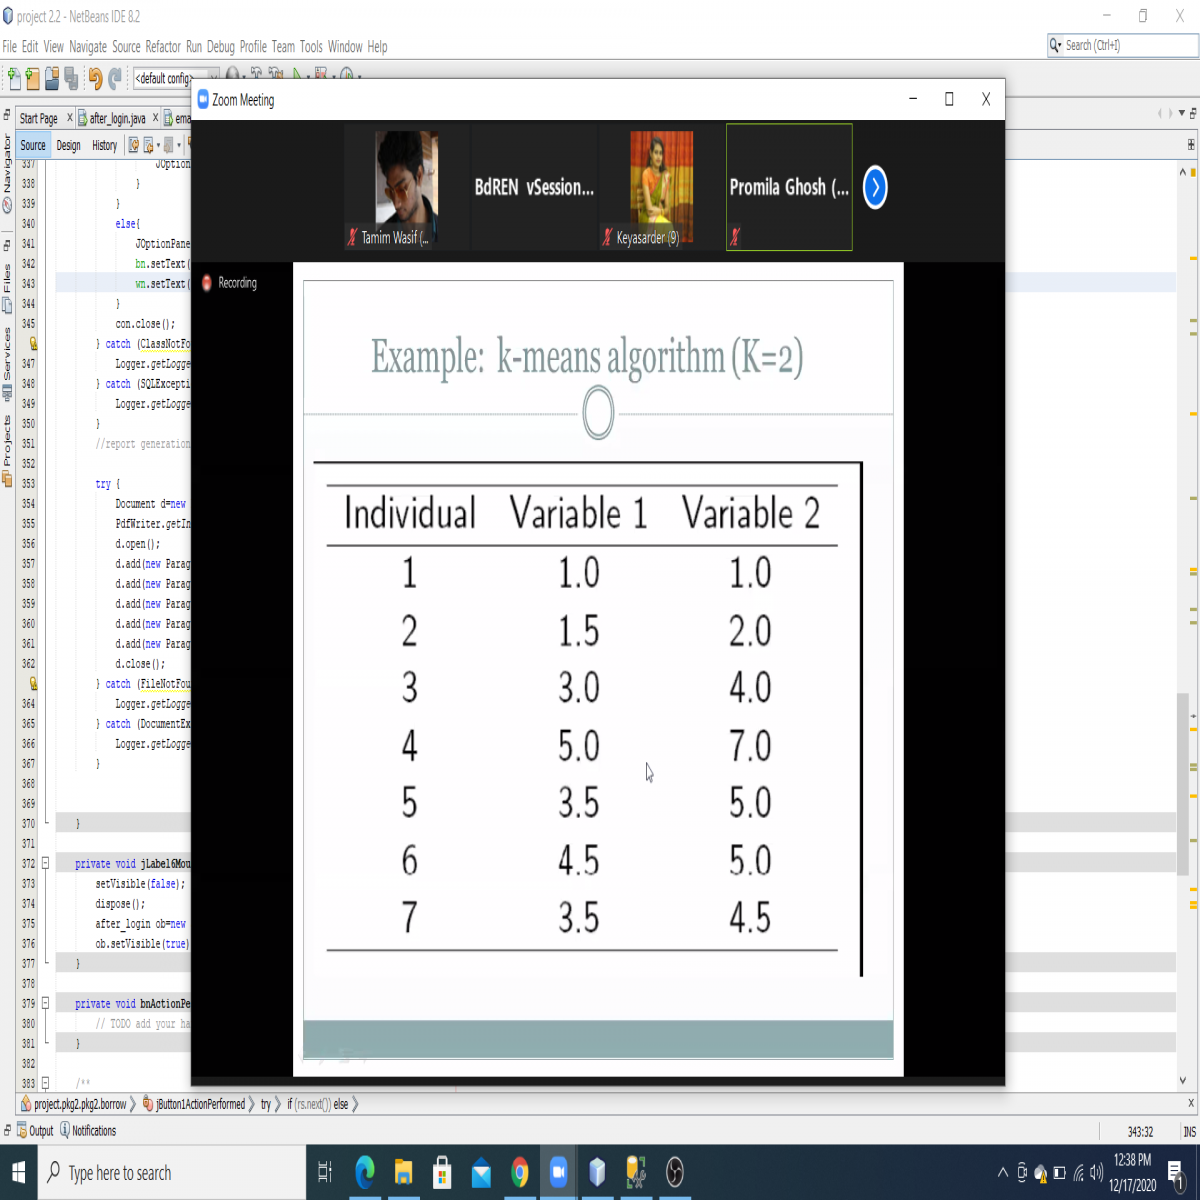 project 2.2 - NetBeans IDE 8.2
File Edit View Navigate Source Refactor Run Debug Profile Team Tools Window Help
Search (Ctrl+I)
<default config>
Zoom Meeting
Start Page X after_login.java X ema
Source Design History
Navigator
Files
Services
Projects
Tamim Wasif (...
BdREN vSession...
Keyasarder (9)
Promila Ghosh (...
Recording
Example: k-means algorithm (K=2)
Individual Variable 1 Variable 2
1 1.0 1.0
2 1.5 2.0
3 3.0 4.0
4 5.0 7.0
5 3.5 5.0
6 4.5 5.0
7 3.5 4.5
337 JOption
338 }
339 }
340 else{
341 JOptionPane
342 bn.setText(
343 wn.setText(
344 }
345 con.close();
} catch (ClassNotFo
347 Logger.getLogge
348 } catch (SQLExcepti
349 Logger.getLogge
350 }
351 //report generation
352
353 try {
354 Document d=new
355 PdfWriter.getIn
356 d.open();
357 d.add(new Parag
358 d.add(new Parag
359 d.add(new Parag
360 d.add(new Parag
361 d.add(new Parag
362 d.close();
} catch (FileNotFou
364 Logger.getLogge
365 } catch (DocumentEx
366 Logger.getLogge
367 }
368
369
370 }
371
372 private void jLabel6Mou
373 setVisible(false);
374 dispose();
375 after_login ob=new
376 ob.setVisible(true)
377 }
378
379 private void bnActionPe
380 // TODO add your ha
381 }
382
383 /**
project.pkg2.pkg2.borrow > jButton1ActionPerformed > try > if (rs.next()) else >
Output Notifications
343:32 INS
Type here to search
12:38 PM
12/17/2020
1